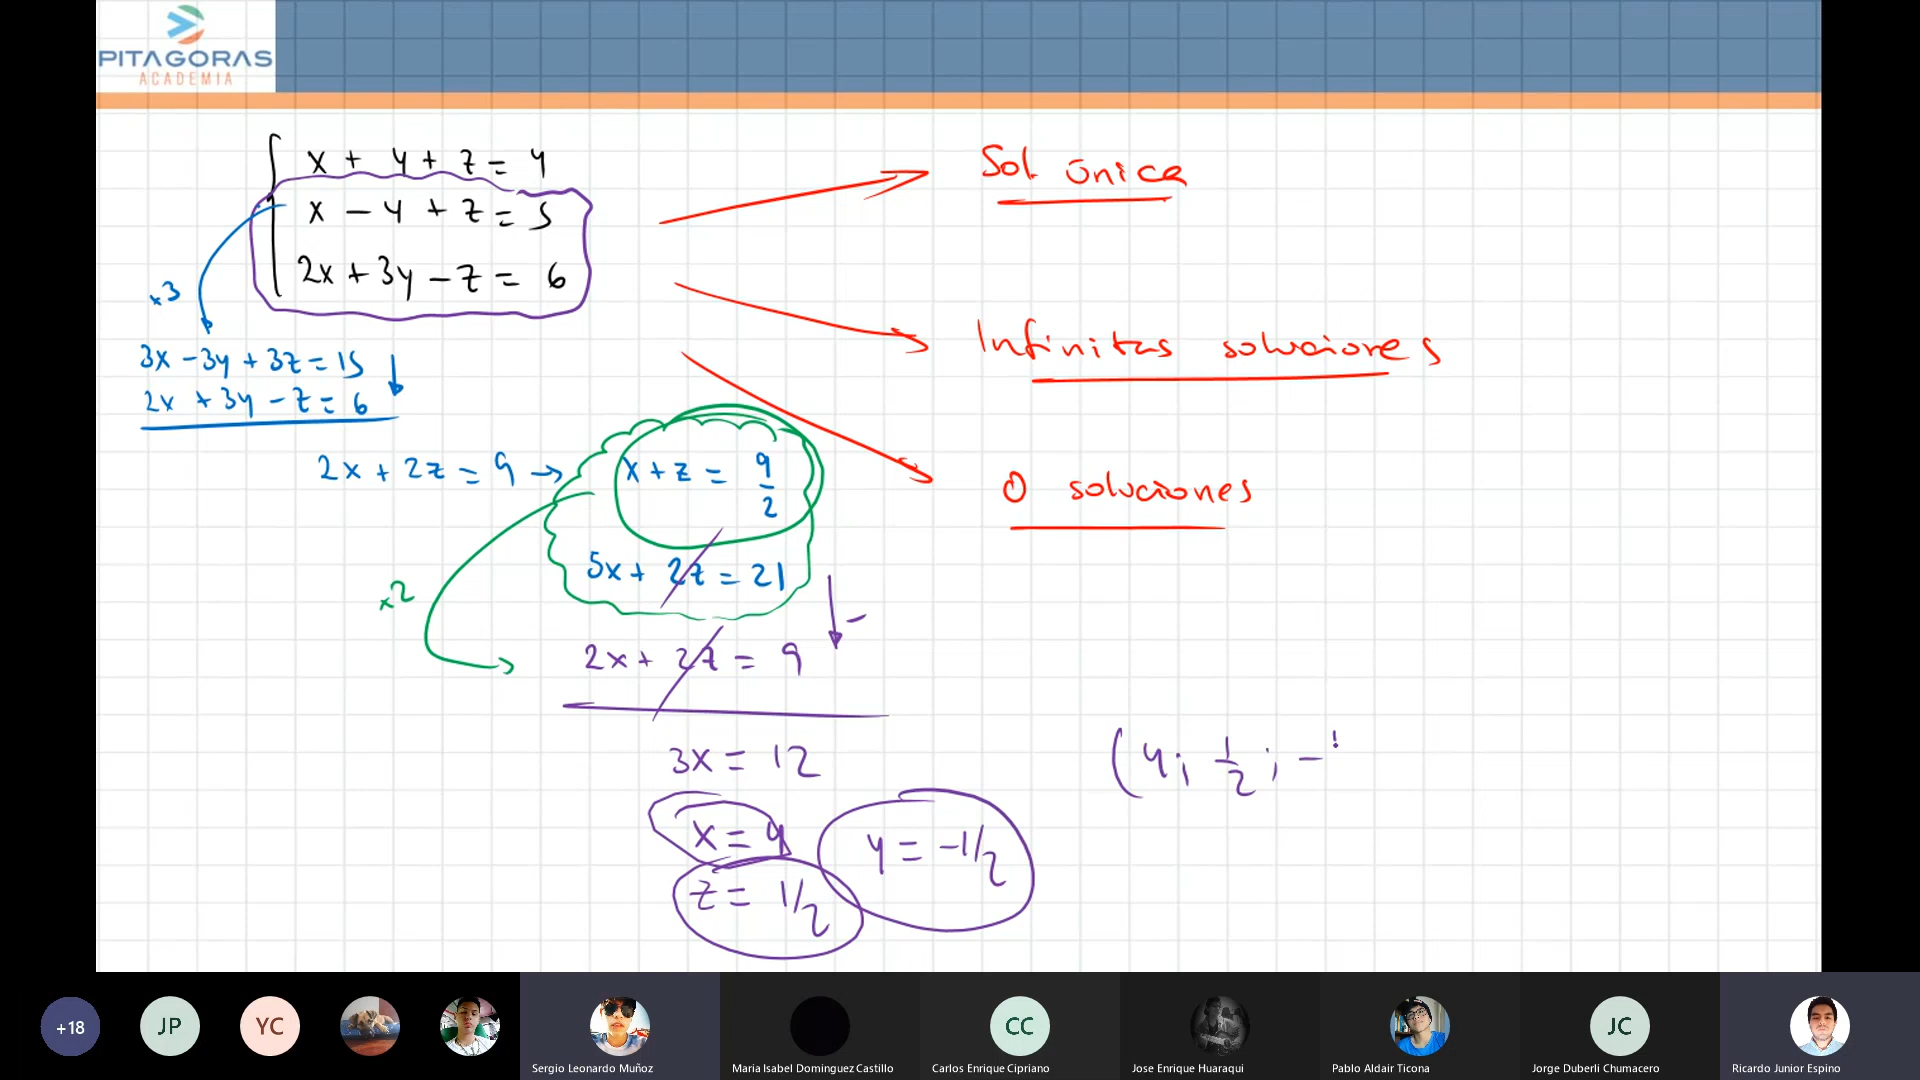 PITAGORAS
ACADEMIA
x + y + z = 4
x - y + z = 5
2x + 3y - z = 6
x3
3x - 3y + 3z = 15
2x + 3y - z = 6
2x + 2z = 9 → x + z = 9/2
5x + 2z = 21
x2
2x + 2z = 9
-
3x = 12
x = 4
z = 1/2
y = -1/2
Sol. única
Infinitas soluciones
0 soluciones
(4; 1/2; -
+18
JP
YC
CC
JC
Sergio Leonardo Muñoz
Maria Isabel Dominguez Castillo
Carlos Enrique Cipriano
Jose Enrique Huaraqui
Pablo Aldair Ticona
Jorge Duberli Chumacero
Ricardo Junior Espino